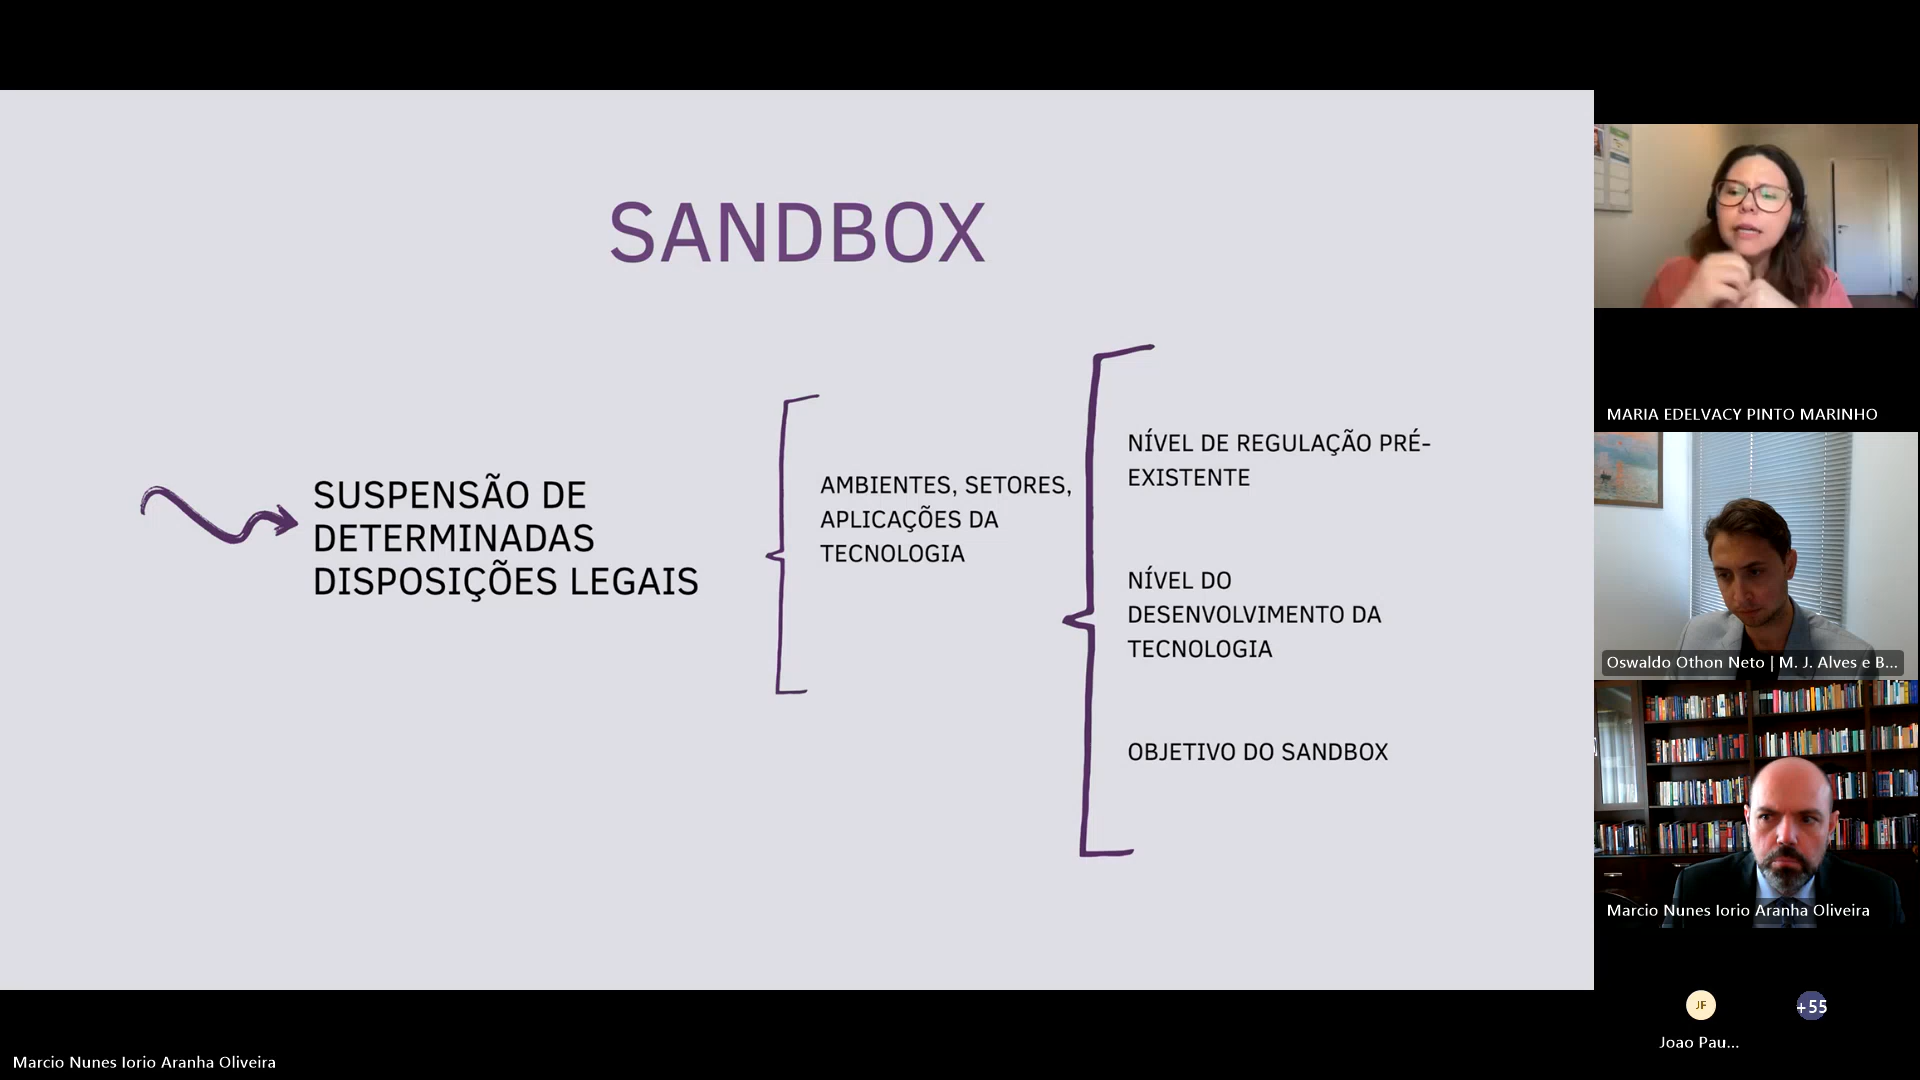 SANDBOX
SUSPENSÃO DE
DETERMINADAS
DISPOSIÇÕES LEGAIS
AMBIENTES, SETORES,
APLICAÇÕES DA
TECNOLOGIA
NÍVEL DE REGULAÇÃO PRÉ-
EXISTENTE
NÍVEL DO
DESENVOLVIMENTO DA
TECNOLOGIA
OBJETIVO DO SANDBOX
MARIA EDELVACY PINTO MARINHO
Oswaldo Othon Neto | M. J. Alves e B...
Marcio Nunes Iorio Aranha Oliveira
JF
+55
Joao Pau...
Marcio Nunes Iorio Aranha Oliveira